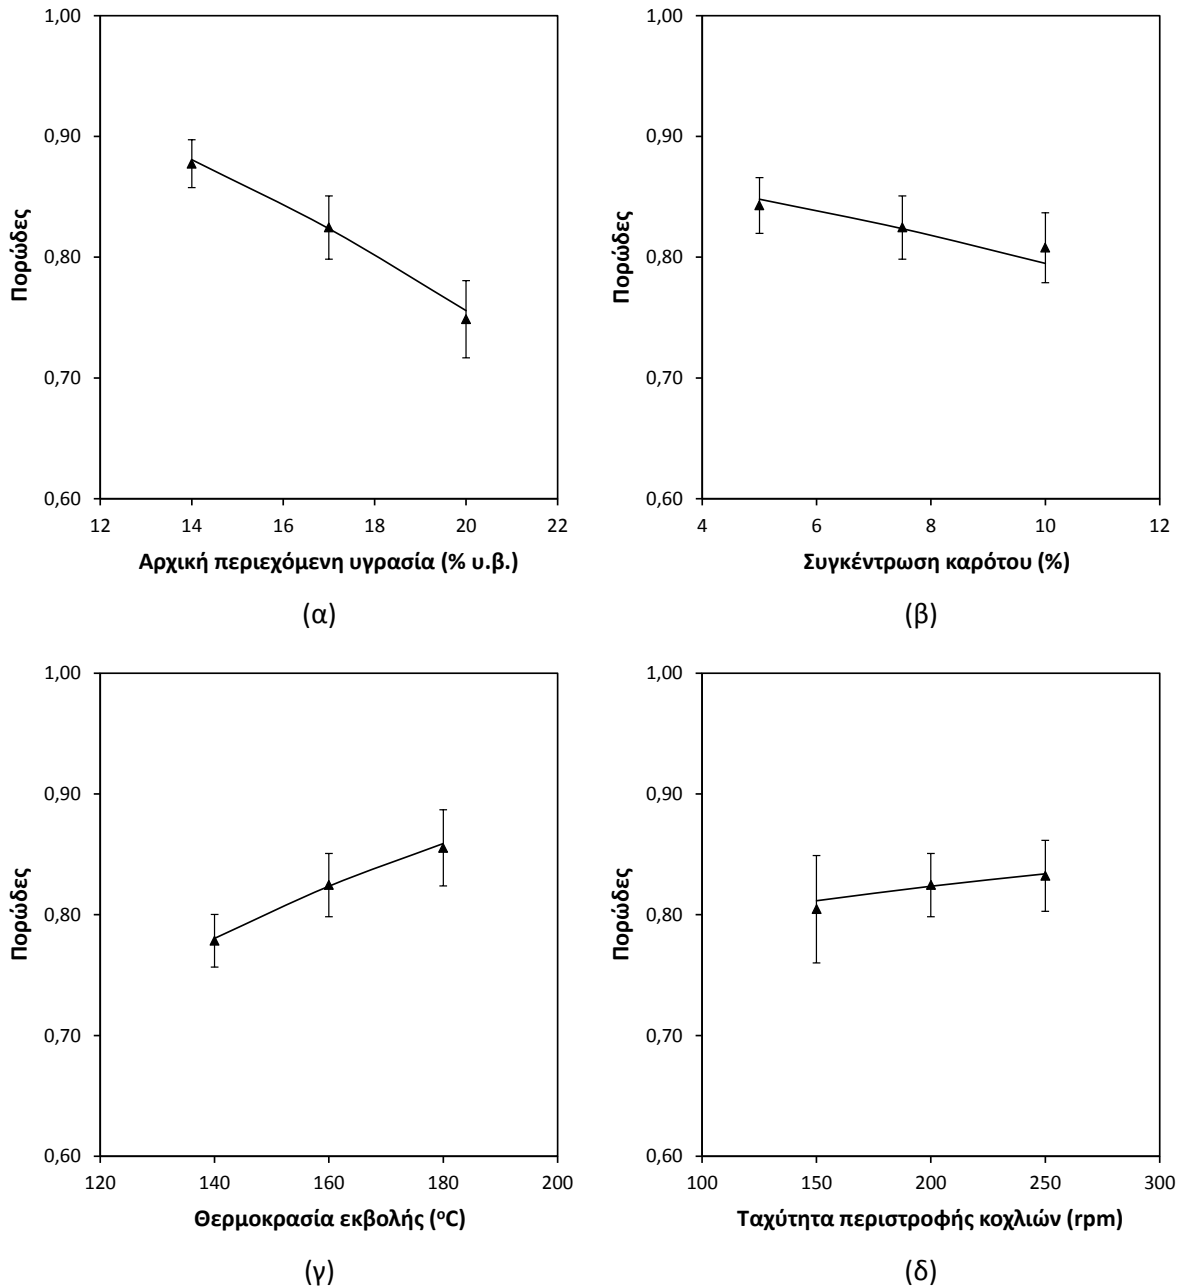 1,00
0,90
0,80
0,70
0,60
Πορώδες
12 14 16 18 20 22
Αρχική περιεχόμενη υγρασία (% υ.β.)
(α)
1,00
0,90
0,80
0,70
0,60
Πορώδες
4 6 8 10 12
Συγκέντρωση καρότου (%)
(β)
1,00
0,90
0,80
0,70
0,60
Πορώδες
120 140 160 180 200
Θερμοκρασία εκβολής (ºC)
(γ)
1,00
0,90
0,80
0,70
0,60
Πορώδες
100 150 200 250 300
Ταχύτητα περιστροφής κοχλιών (rpm)
(δ)